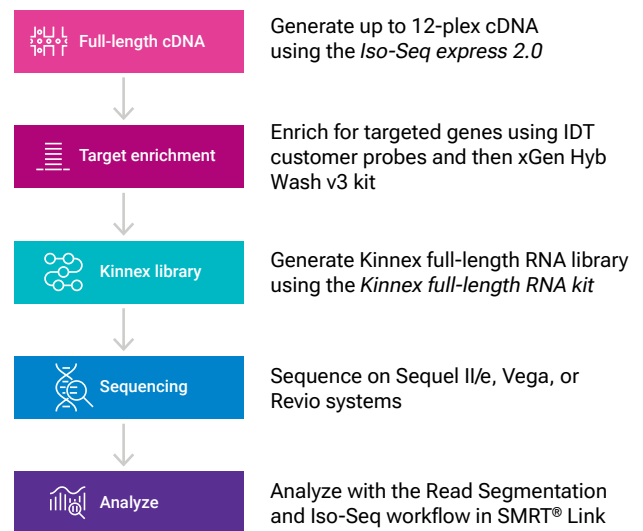 Full-length cDNA
Generate up to 12-plex cDNA
using the Iso-Seq express 2.0
Target enrichment
Enrich for targeted genes using IDT
customer probes and then xGen Hyb
Wash v3 kit
Kinnex library
Generate Kinnex full-length RNA library
using the Kinnex full-length RNA kit
Sequencing
Sequence on Sequel II/e, Vega, or
Revio systems
Analyze
Analyze with the Read Segmentation
and Iso-Seq workflow in SMRT® Link